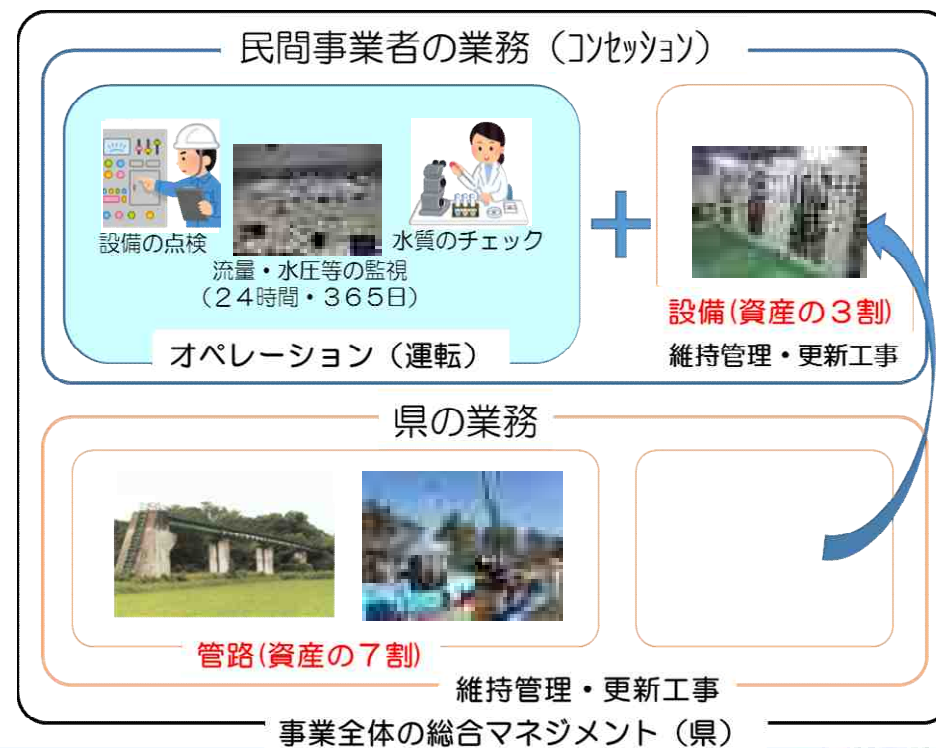 民間事業者の業務（ｺﾝｾｯｼｮﾝ）
設備の点検
流量・水圧等の監視
（２４時間・３６５日）
水質のチェック
オペレーション（運転）
設備(資産の３割)
維持管理・更新工事
県の業務
管路(資産の７割)
維持管理・更新工事
事業全体の総合マネジメント（県）